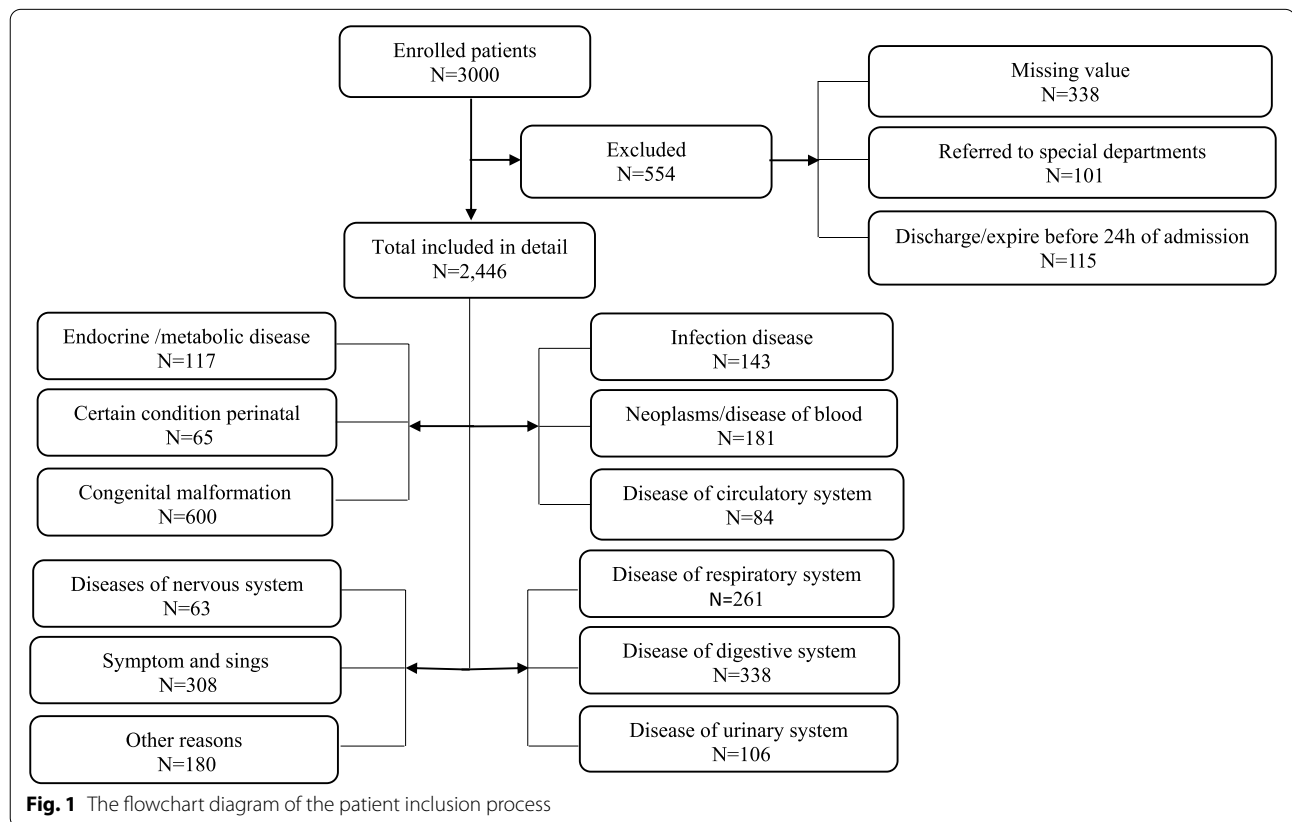 Enrolled patients
N=3000
Missing value
N=338
Excluded
N=554
Referred to special departments
N=101
Discharge/expire before 24h of admission
N=115
Total included in detail
N=2,446
Endocrine /metabolic disease
N=117
Infection disease
N=143
Certain condition perinatal
N=65
Neoplasms/disease of blood
N=181
Congenital malformation
N=600
Disease of circulatory system
N=84
Diseases of nervous system
N=63
Disease of respiratory system
N=261
Symptom and sings
N=308
Disease of digestive system
N=338
Other reasons
N=180
Disease of urinary system
N=106
Fig. 1 The flowchart diagram of the patient inclusion process